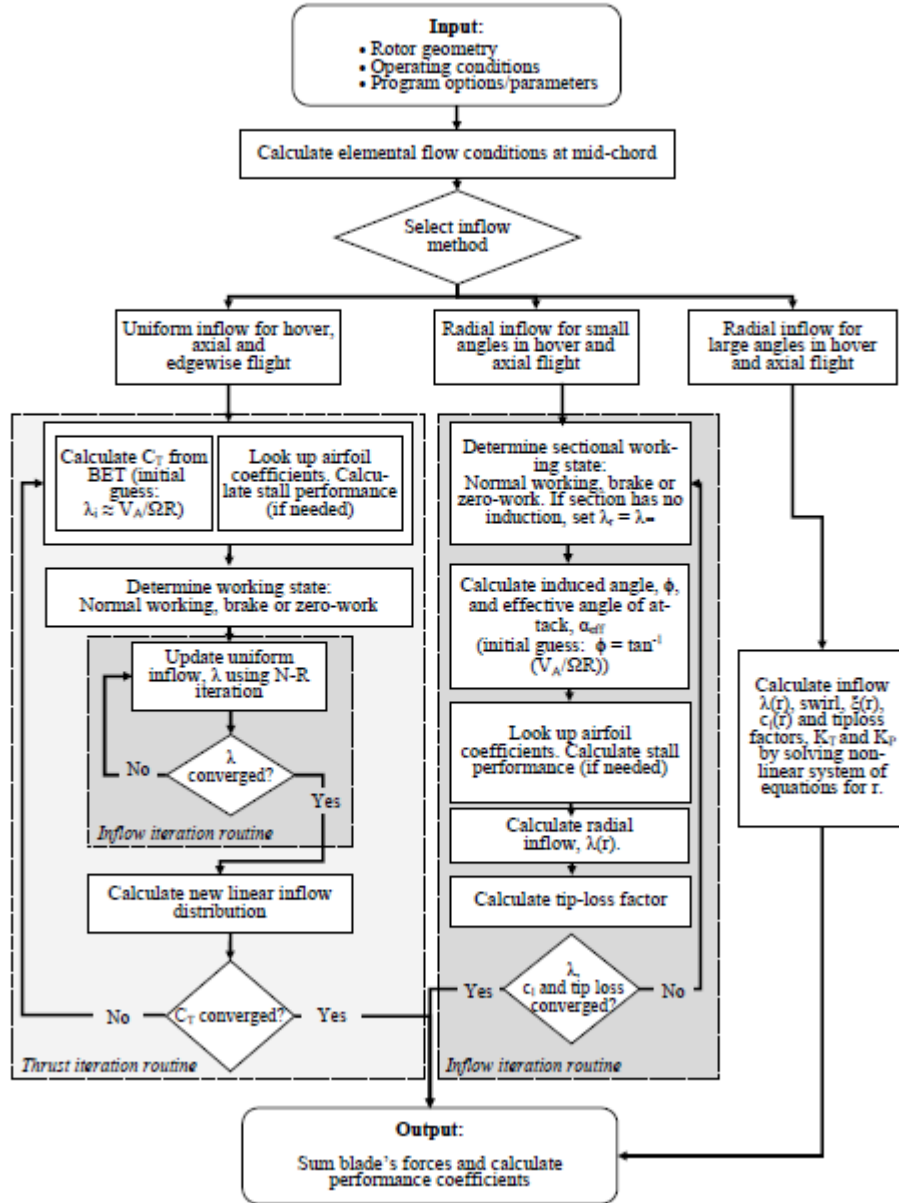 Input:
• Rotor geometry
• Operating conditions
• Program options/parameters
Calculate elemental flow conditions at mid-chord
Select inflow
method
Uniform inflow for hover,
axial and
edgewise flight
Radial inflow for small
angles in hover and
axial flight
Radial inflow for
large angles in hover
and axial flight
Calculate C_T from
BET (initial
guess:
λ_i ≈ V_A/ΩR)
Look up airfoil
coefficients. Calcu-
late stall performance
(if needed)
Determine working state:
Normal working, brake or zero-work
Update uniform
inflow, λ using N-R
iteration
λ
converged?
No
Yes
Inflow iteration routine
Calculate new linear inflow
distribution
C_T converged?
No
Yes
Thrust iteration routine
Determine sectional work-
ing state:
Normal working, brake or
zero-work. If section has no
induction, set λ_r = λ_∞
Calculate induced angle, ϕ,
and effective angle of at-
tack, α_eff
(initial guess: ϕ = tan⁻¹
(V_A/ΩR))
Look up airfoil
coefficients. Calculate stall
performance (if needed)
Calculate radial
inflow, λ(r).
Calculate tip-loss factor
λ,
c_l and tip loss
converged?
Yes
No
Inflow iteration routine
Calculate inflow
λ(r), swirl, ξ(r),
c_l(r) and tiploss
factors, K_T and K_P
by solving non-
linear system of
equations for r.
Output:
Sum blade's forces and calculate
performance coefficients